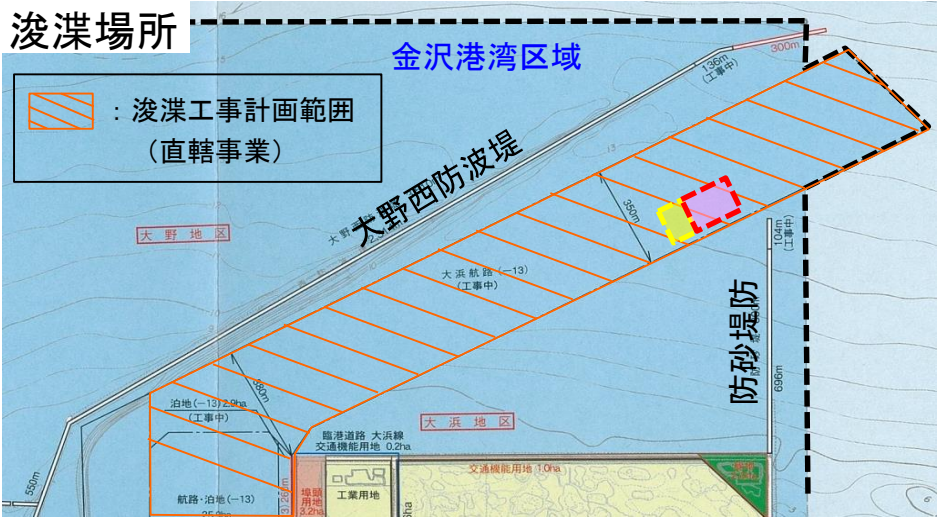 浚渫場所
金沢港湾区域
300m
136m
(工事中)
:浚渫工事計画範囲
(直轄事業)
大野西防波堤
大野地区
350m
104m
(工事中)
大浜航路(-13)
(工事中)
防砂堤防
696m
580m
泊地(-13)2.9ha
(工事中)
大浜地区
臨港道路 大浜線
交通機能用地 0.2ha
交通機能用地 1.0ha
550m
航路・泊地(-13)
埠頭
用地
3.2ha
工業用地